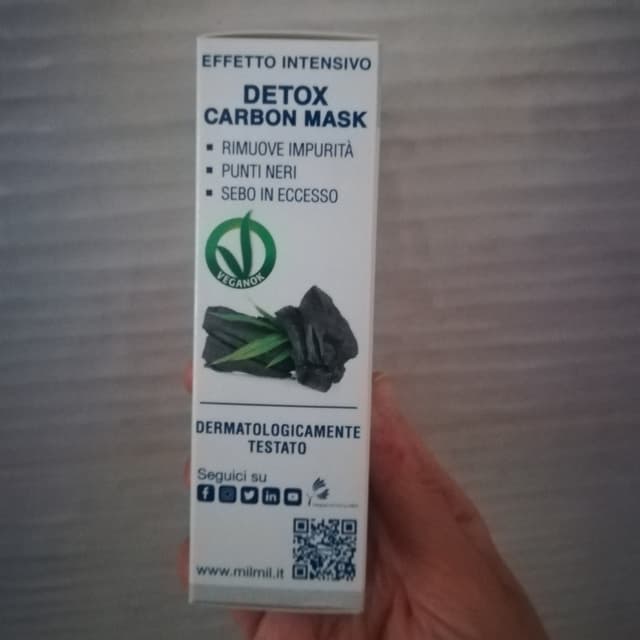 EFFETTO INTENSIVO
DETOX
CARBON MASK
▪ RIMUOVE IMPURITÀ
▪ PUNTI NERI
▪ SEBO IN ECCESSO
VEGANOK
DERMATOLOGICAMENTE
TESTATO
Seguici su
www.milmil.it